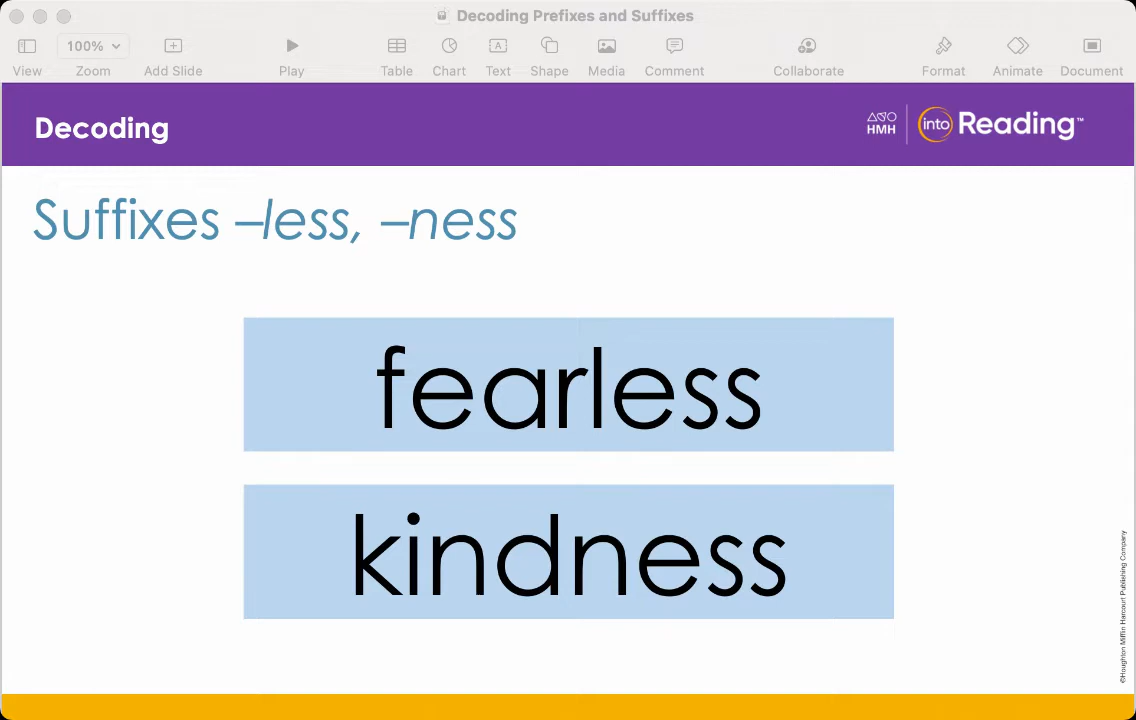 Decoding Prefixes and Suffixes
100%
View Zoom Add Slide Play Table Chart Text Shape Media Comment Collaborate Format Animate Document
Decoding
HMH into Reading™
Suffixes –less, –ness
fearless
kindness
©Houghton Mifflin Harcourt Publishing Company